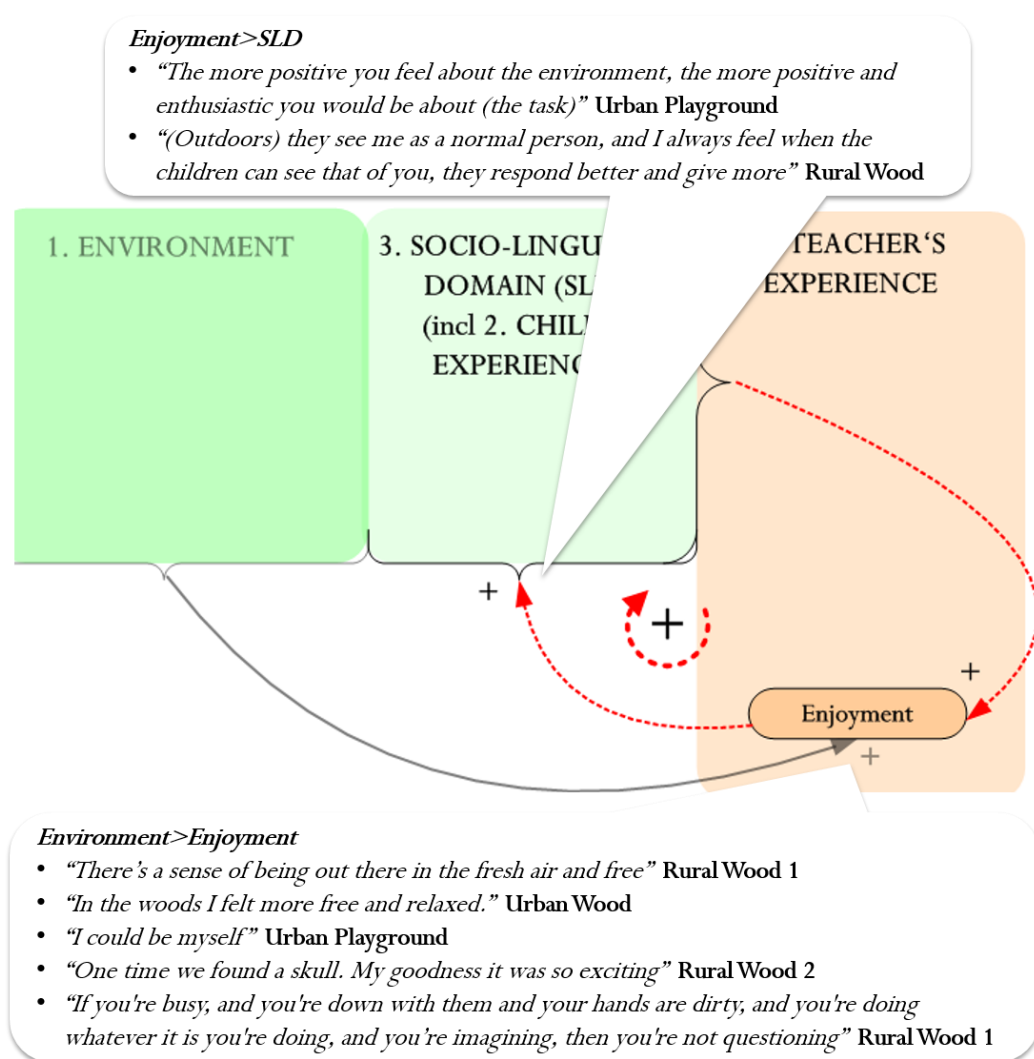 Enjoyment>SLD
• “The more positive you feel about the environment, the more positive and
enthusiastic you would be about (the task)” Urban Playground
• “(Outdoors) they see me as a normal person, and I always feel when the
children can see that of you, they respond better and give more” Rural Wood
1. ENVIRONMENT
3. SOCIO-LINGU
DOMAIN (SL
(incl 2. CHIL
EXPERIENC
TEACHER‘S
EXPERIENCE
+
+
+
Enjoyment
+
Environment>Enjoyment
• “There’s a sense of being out there in the fresh air and free” Rural Wood 1
• “In the woods I felt more free and relaxed.” Urban Wood
• “I could be myself” Urban Playground
• “One time we found a skull. My goodness it was so exciting” Rural Wood 2
• “If you're busy, and you're down with them and your hands are dirty, and you're doing
whatever it is you're doing, and you’re imagining, then you're not questioning” Rural Wood 1